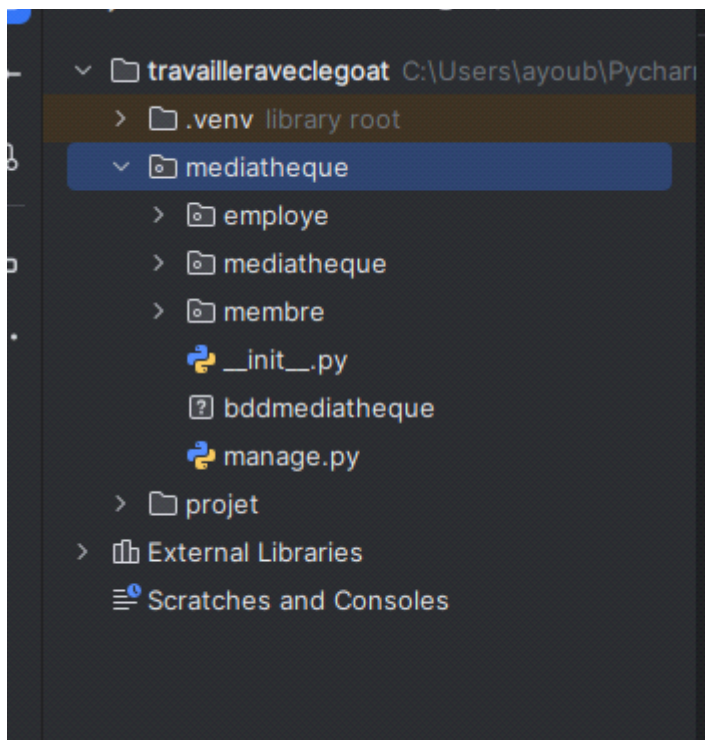 travailleraveclegoat C:\Users\ayoub\Pychar
.venv library root
mediatheque
employe
mediatheque
membre
__init__.py
bddmediatheque
manage.py
projet
External Libraries
Scratches and Consoles